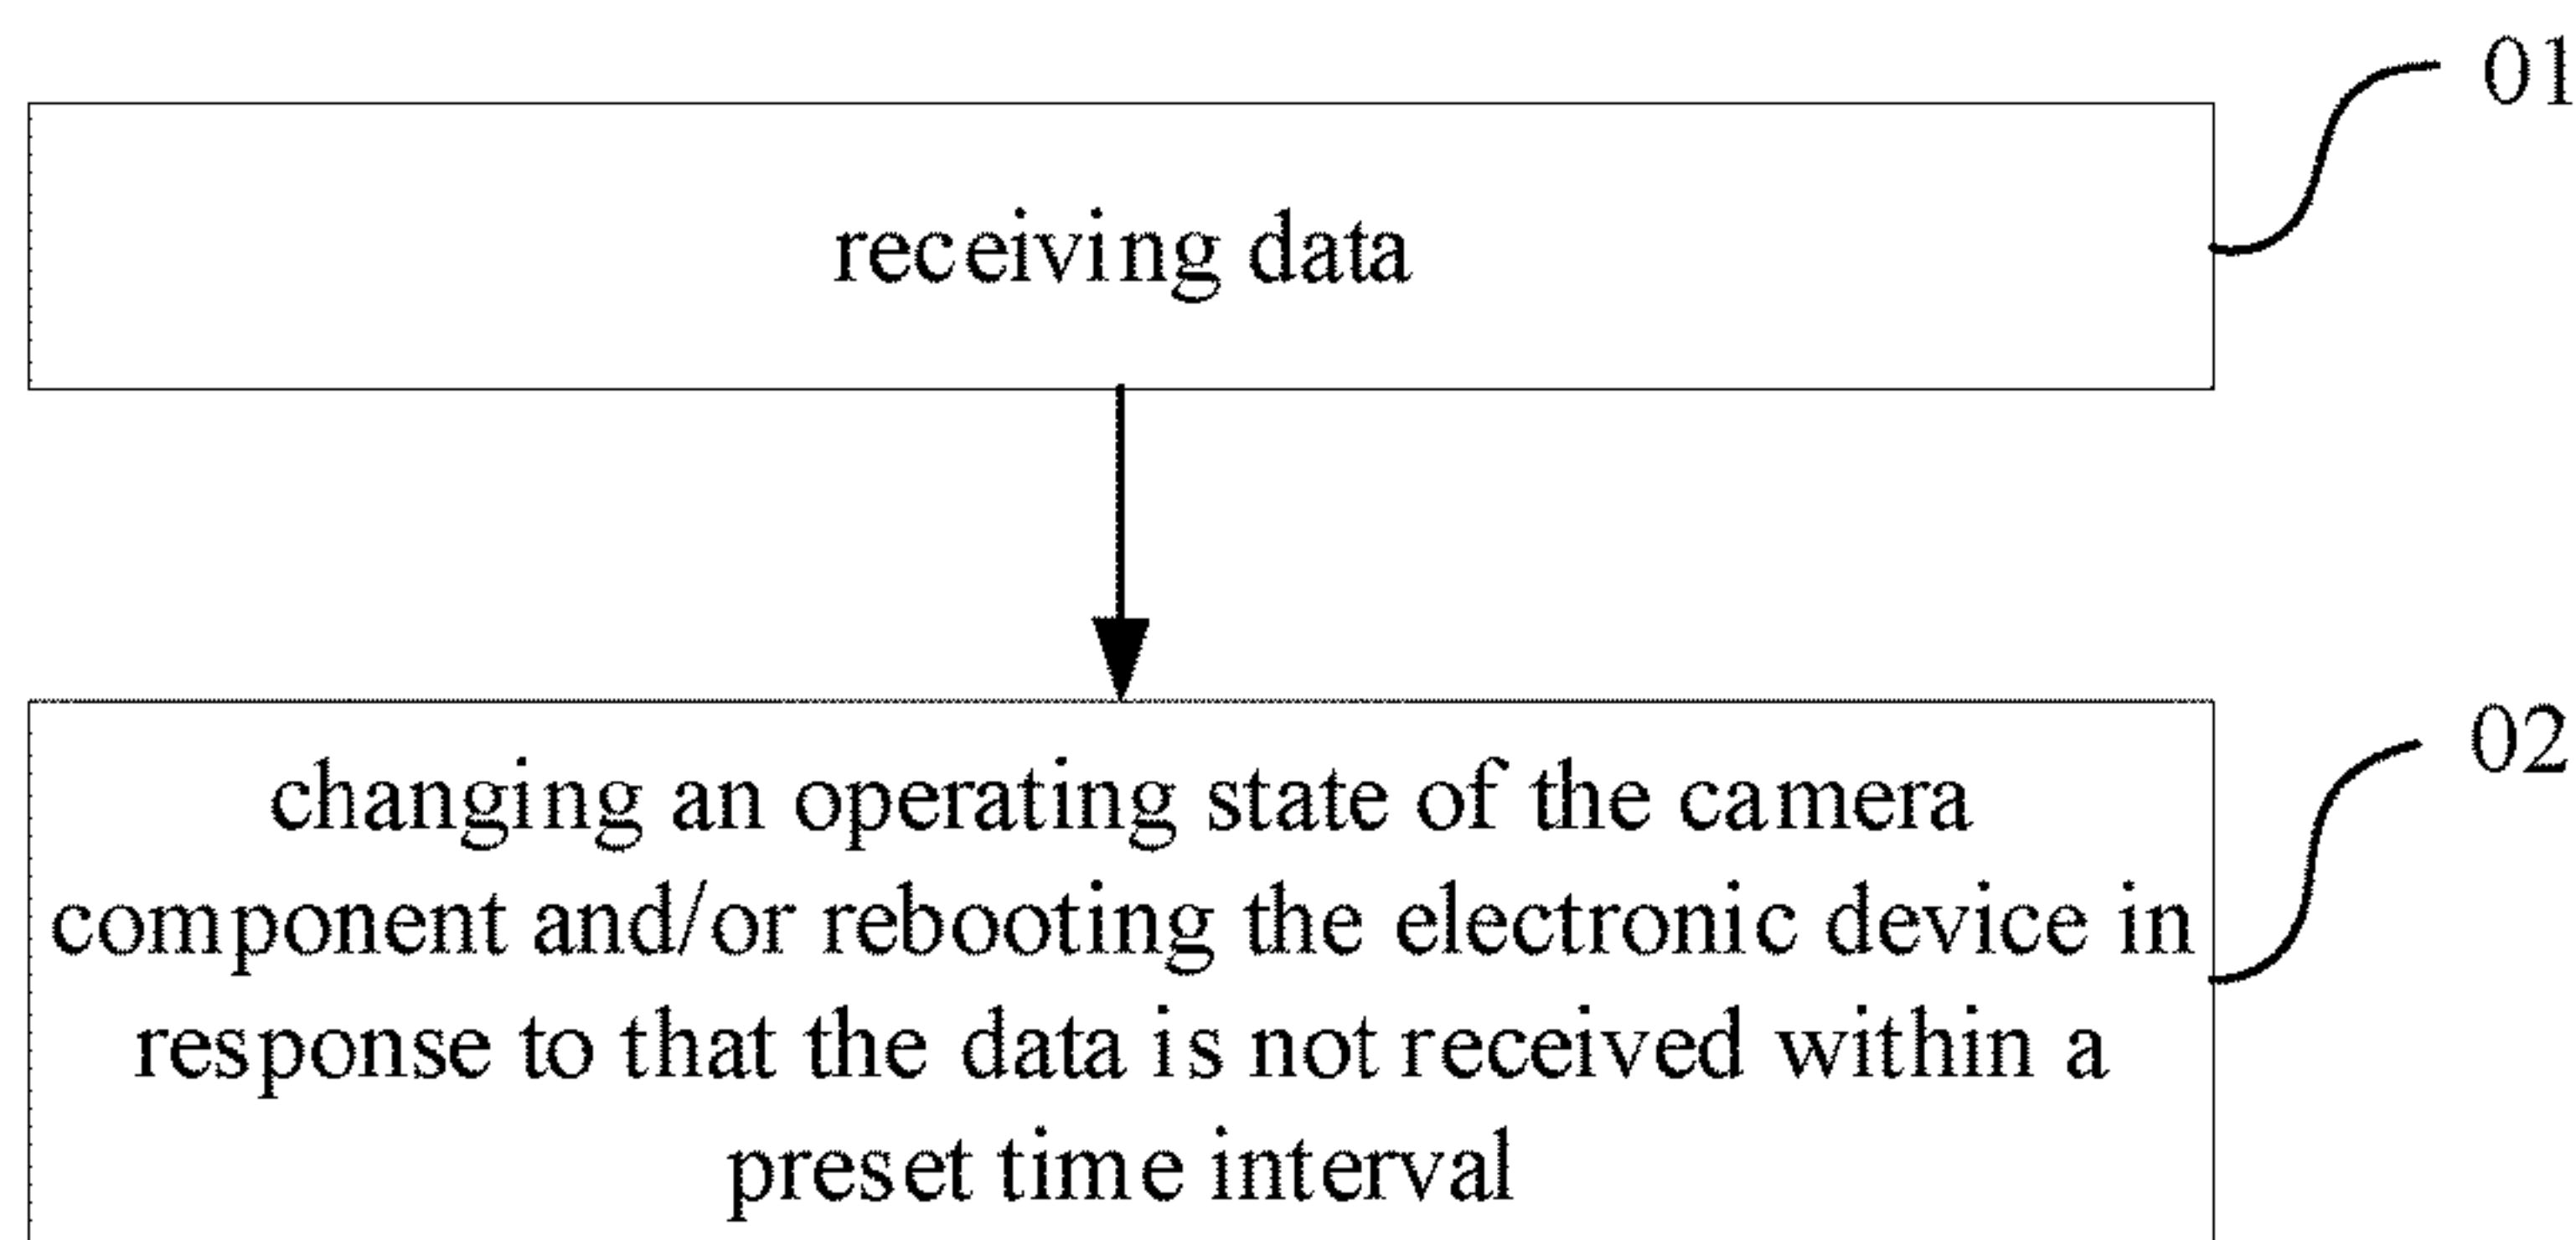 01
receiving data
02
changing an operating state of the camera
component and/or rebooting the electronic device in
response to that the data is not received within a
preset time interval